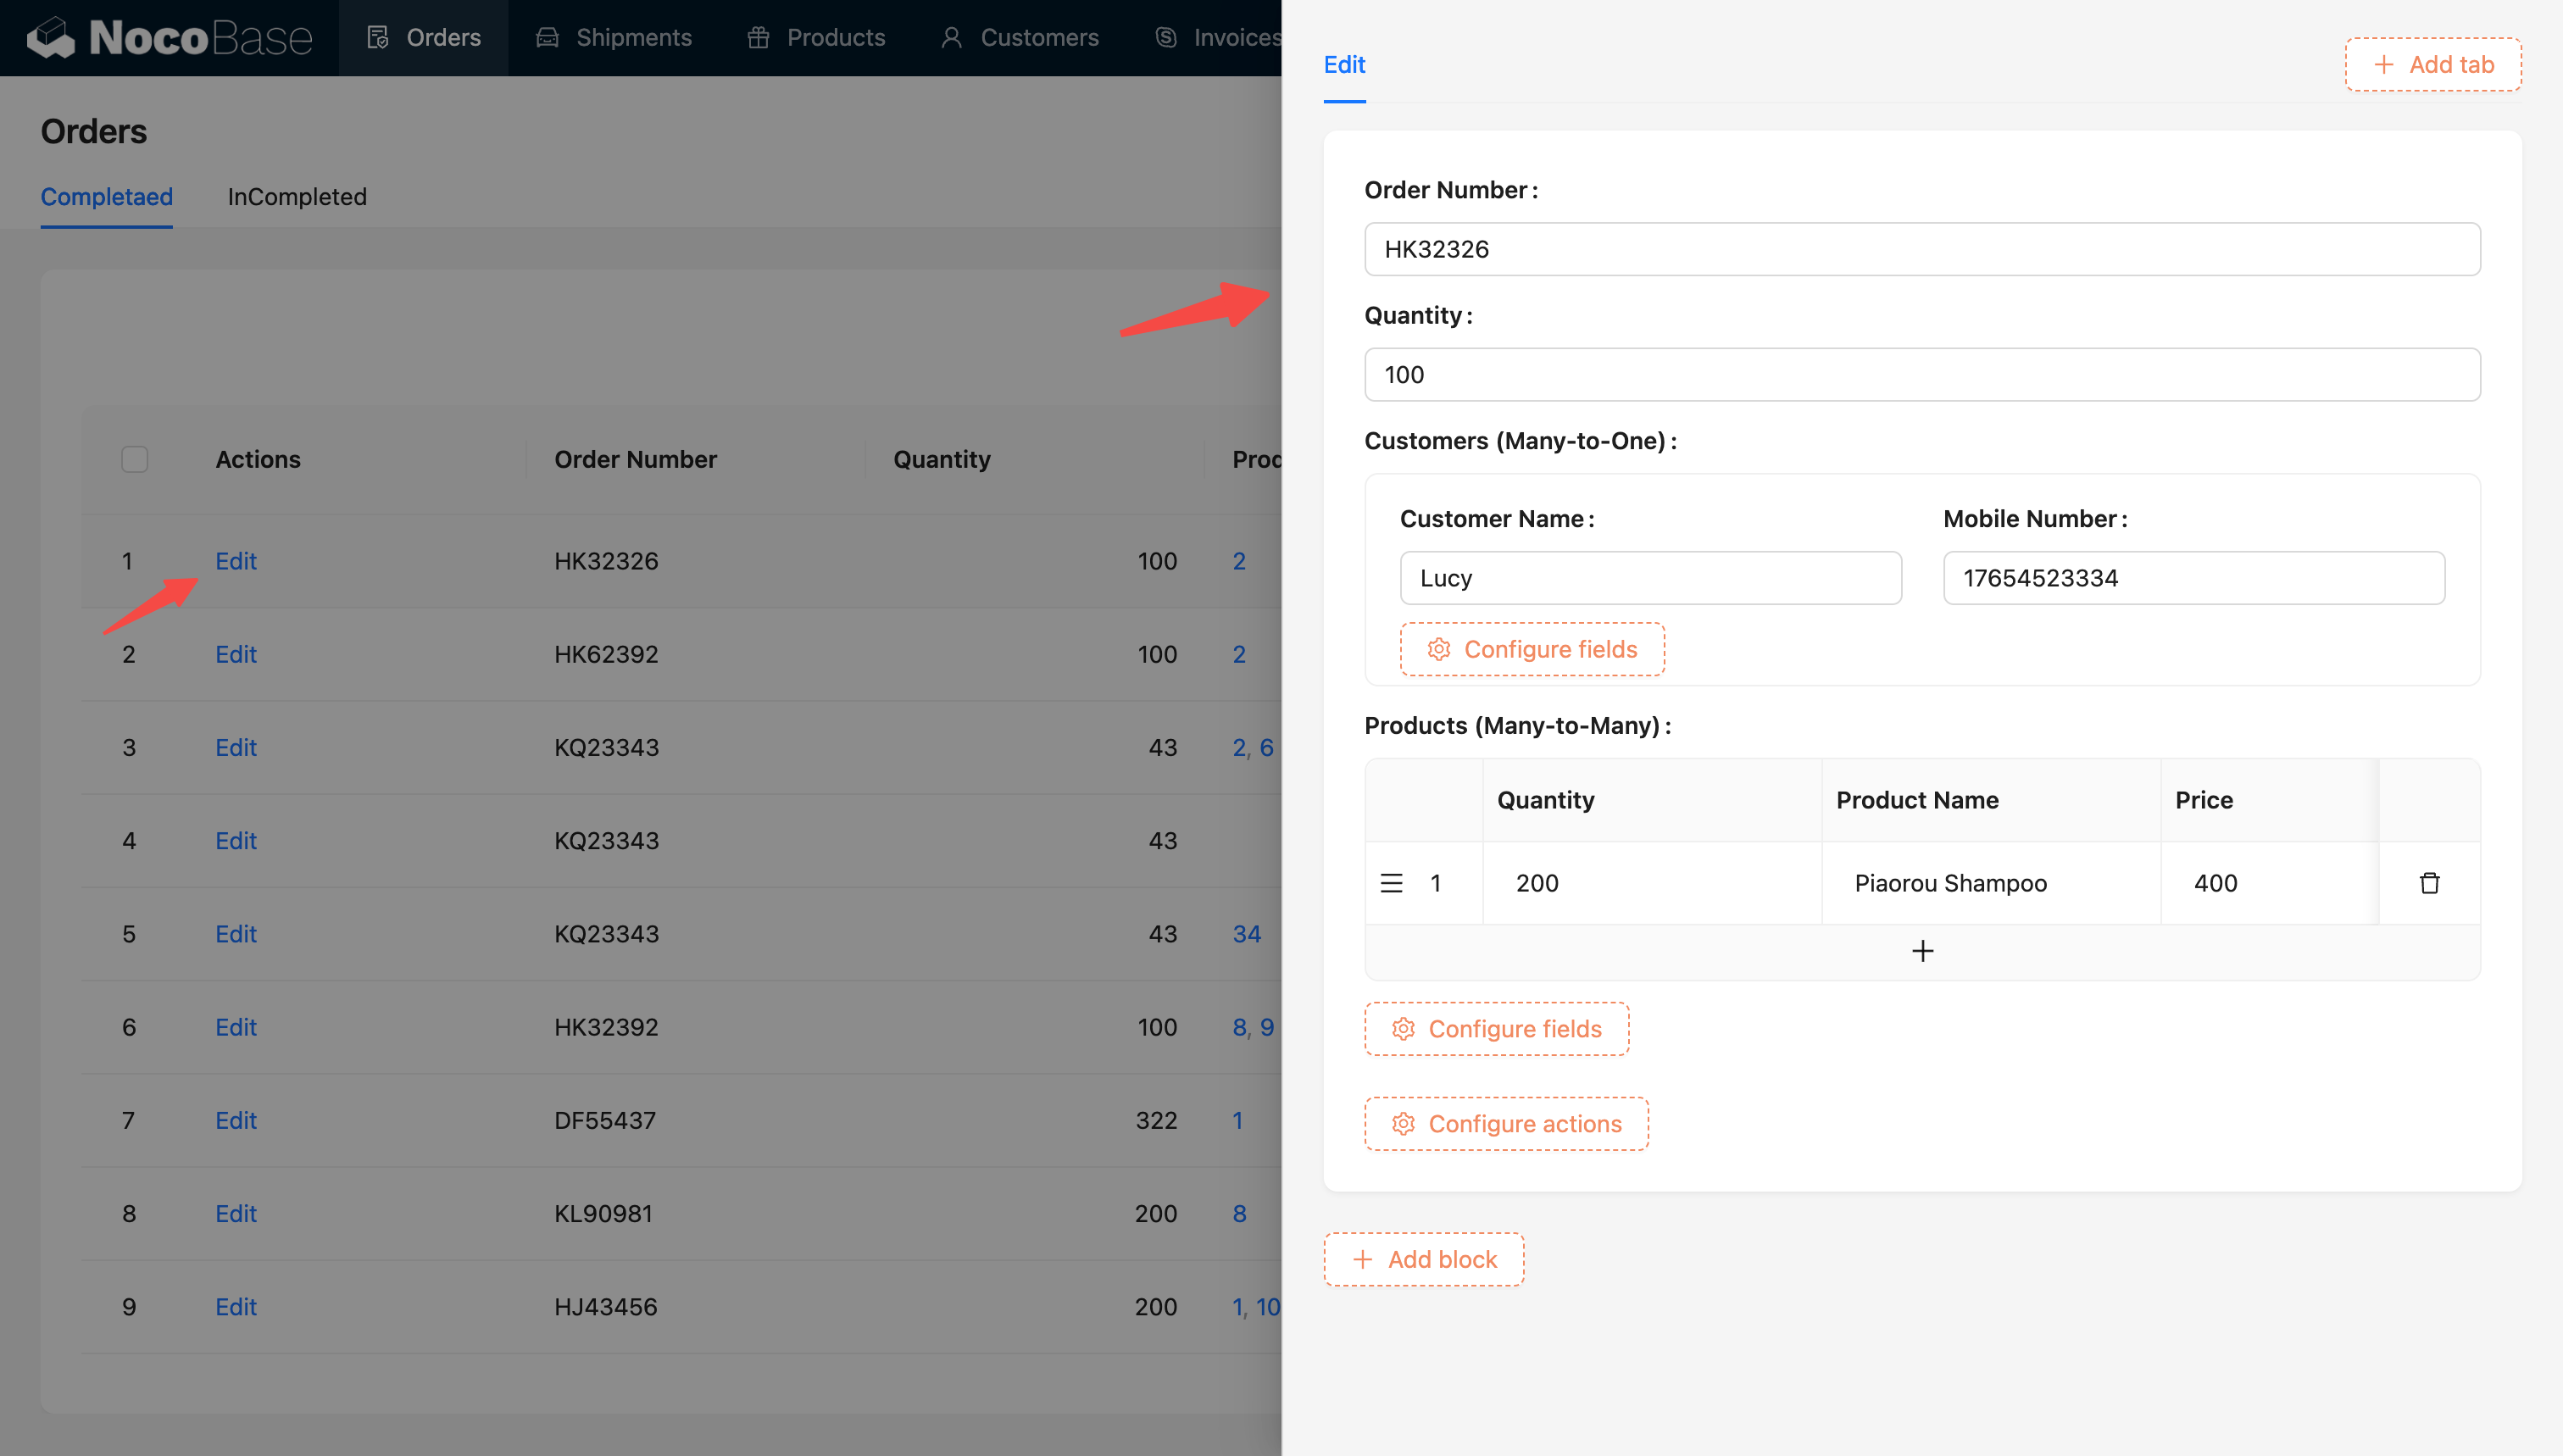 NocoBase Orders Shipments Products Customers Invoices
Orders
Completaed InCompleted
Actions Order Number Quantity
1 Edit HK32326 100 2
2 Edit HK62392 100 2
3 Edit KQ23343 43 2, 6
4 Edit KQ23343 43
5 Edit KQ23343 43 34
6 Edit HK32392 100 8, 9
7 Edit DF55437 322 1
8 Edit KL90981 200 8
9 Edit HJ43456 200 1, 10
Edit Add tab
Order Number:
HK32326
Quantity:
100
Customers (Many-to-One):
Customer Name: Mobile Number:
Lucy 17654523334
Configure fields
Products (Many-to-Many):
Quantity Product Name Price
1 200 Piaorou Shampoo 400
Configure fields
Configure actions
Add block